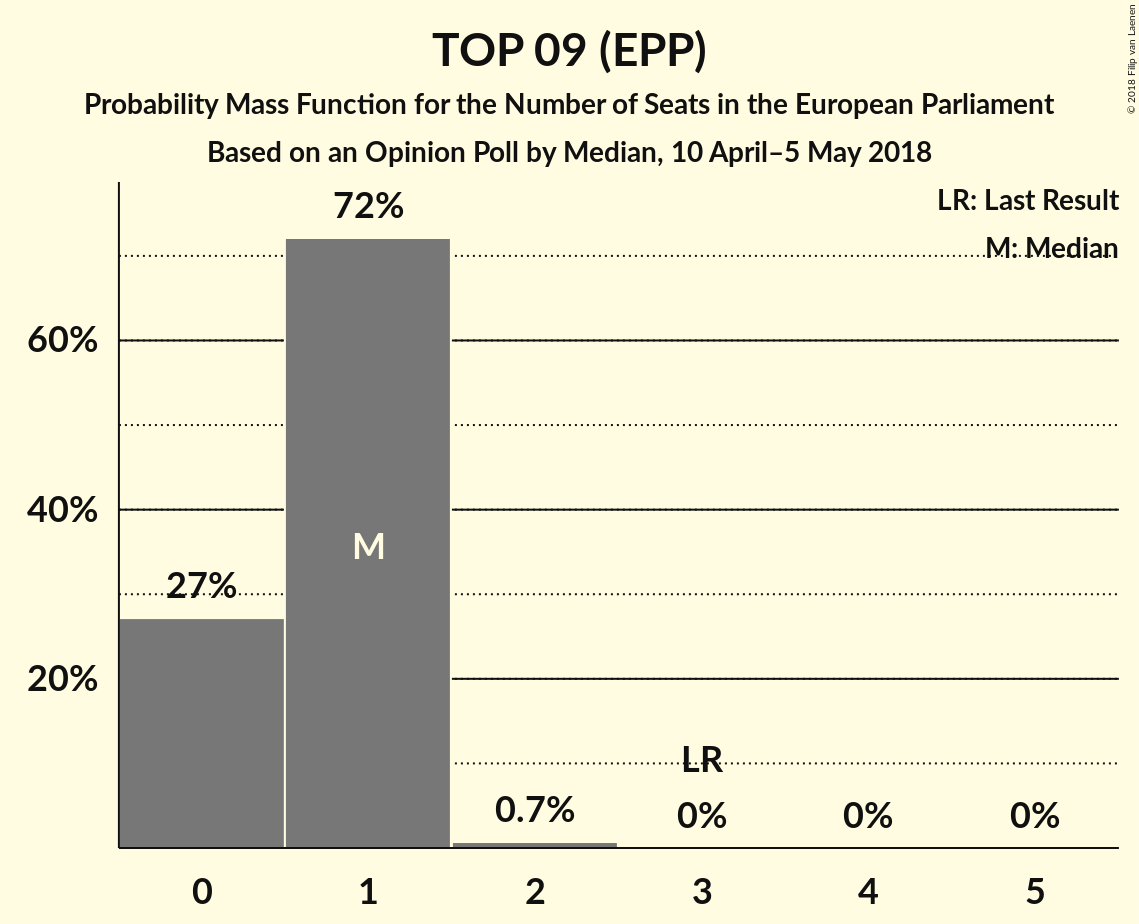 TOP 09 (EPP)
Probability Mass Function for the Number of Seats in the European Parliament
Based on an Opinion Poll by Median, 10 April–5 May 2018
© 2018 Filip van Laenen
LR: Last Result
M: Median
72%
60%
40%
M
27%
20%
LR
0.7%
0%
0%
0%
0
1
2
3
4
5